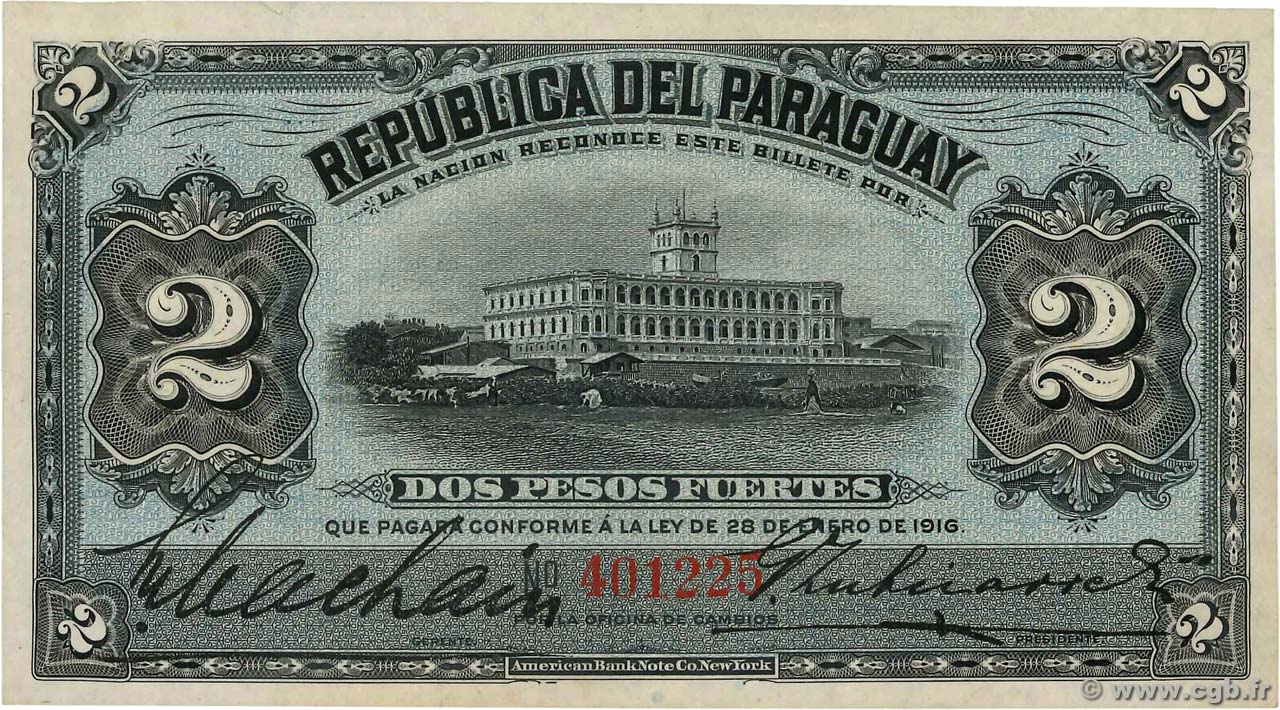 2 2
REPÚBLICA DEL PARAGUAY
LA NACION RECONOCE ESTE BILLETE POR
2 2
DOS PESOS FUERTES
QUE PAGARÁ CONFORME Á LA LEY DE 28 DE ENERO DE 1916.
No 401225
POR LA OFICINA DE CAMBIOS
GERENTE PRESIDENTE
2 2
American Bank Note Co. New York
© www.cgb.fr